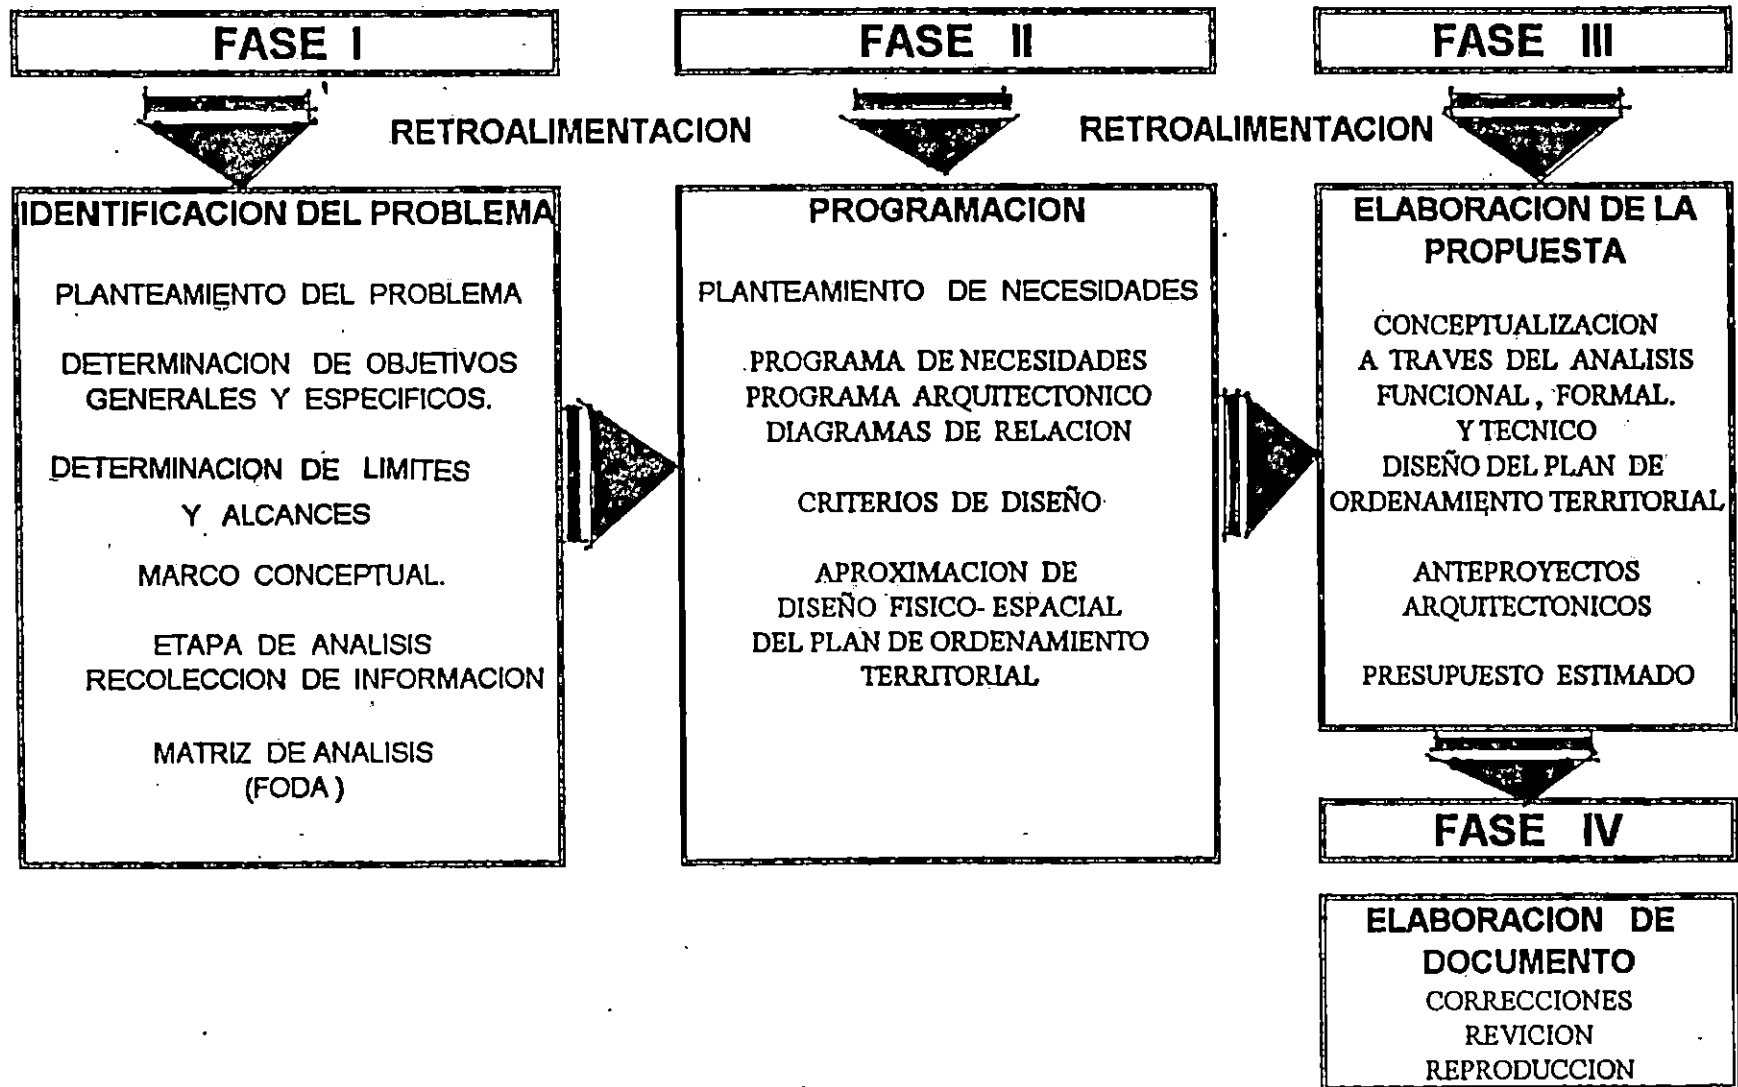 FASE I
RETROALIMENTACION
IDENTIFICACION DEL PROBLEMA
PLANTEAMIENTO DEL PROBLEMA
DETERMINACION DE OBJETIVOS
GENERALES Y ESPECIFICOS.
DETERMINACION DE LIMITES
Y ALCANCES
MARCO CONCEPTUAL.
ETAPA DE ANALISIS
RECOLECCION DE INFORMACION
MATRIZ DE ANALISIS
(FODA)
FASE II
RETROALIMENTACION
PROGRAMACION
PLANTEAMIENTO DE NECESIDADES
PROGRAMA DE NECESIDADES
PROGRAMA ARQUITECTONICO
DIAGRAMAS DE RELACION
CRITERIOS DE DISEÑO
APROXIMACION DE
DISEÑO FISICO-ESPACIAL
DEL PLAN DE ORDENAMIENTO
TERRITORIAL
FASE III
ELABORACION DE LA
PROPUESTA
CONCEPTUALIZACION
A TRAVES DEL ANALISIS
FUNCIONAL, FORMAL.
Y TECNICO
DISEÑO DEL PLAN DE
ORDENAMIENTO TERRITORIAL
ANTEPROYECTOS
ARQUITECTONICOS
PRESUPUESTO ESTIMADO
FASE IV
ELABORACION DE
DOCUMENTO
CORRECCIONES
REVICION
REPRODUCCION